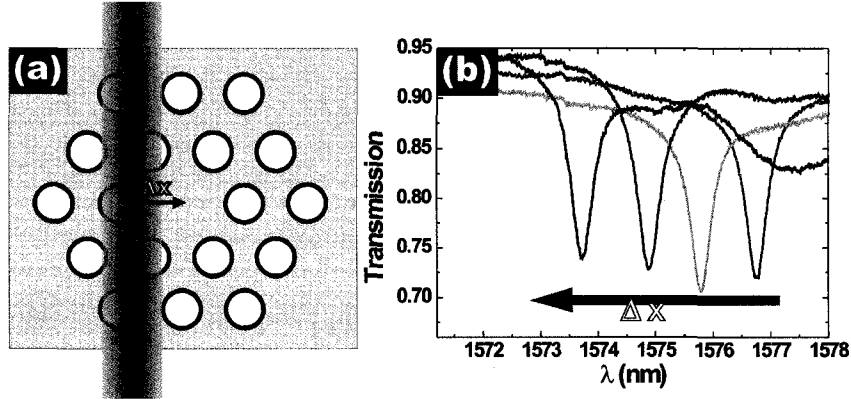 (a)
Δx
(b)
Transmission
0.95
0.90
0.85
0.80
0.75
0.70
Δ x
1572 1573 1574 1575 1576 1577 1578
λ (nm)